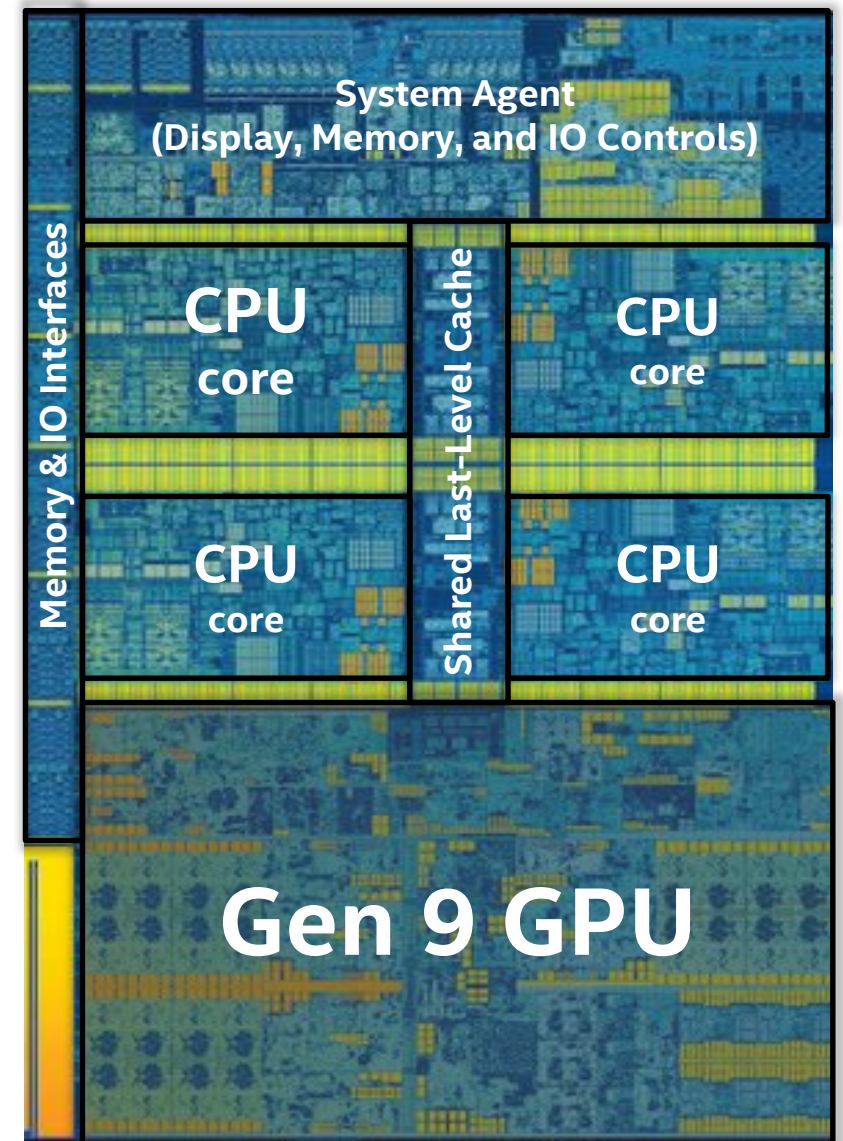 System Agent
(Display, Memory, and IO Controls)
Memory & IO Interfaces
CPU
core
Shared Last-Level Cache
CPU
core
CPU
core
CPU
core
Gen 9 GPU